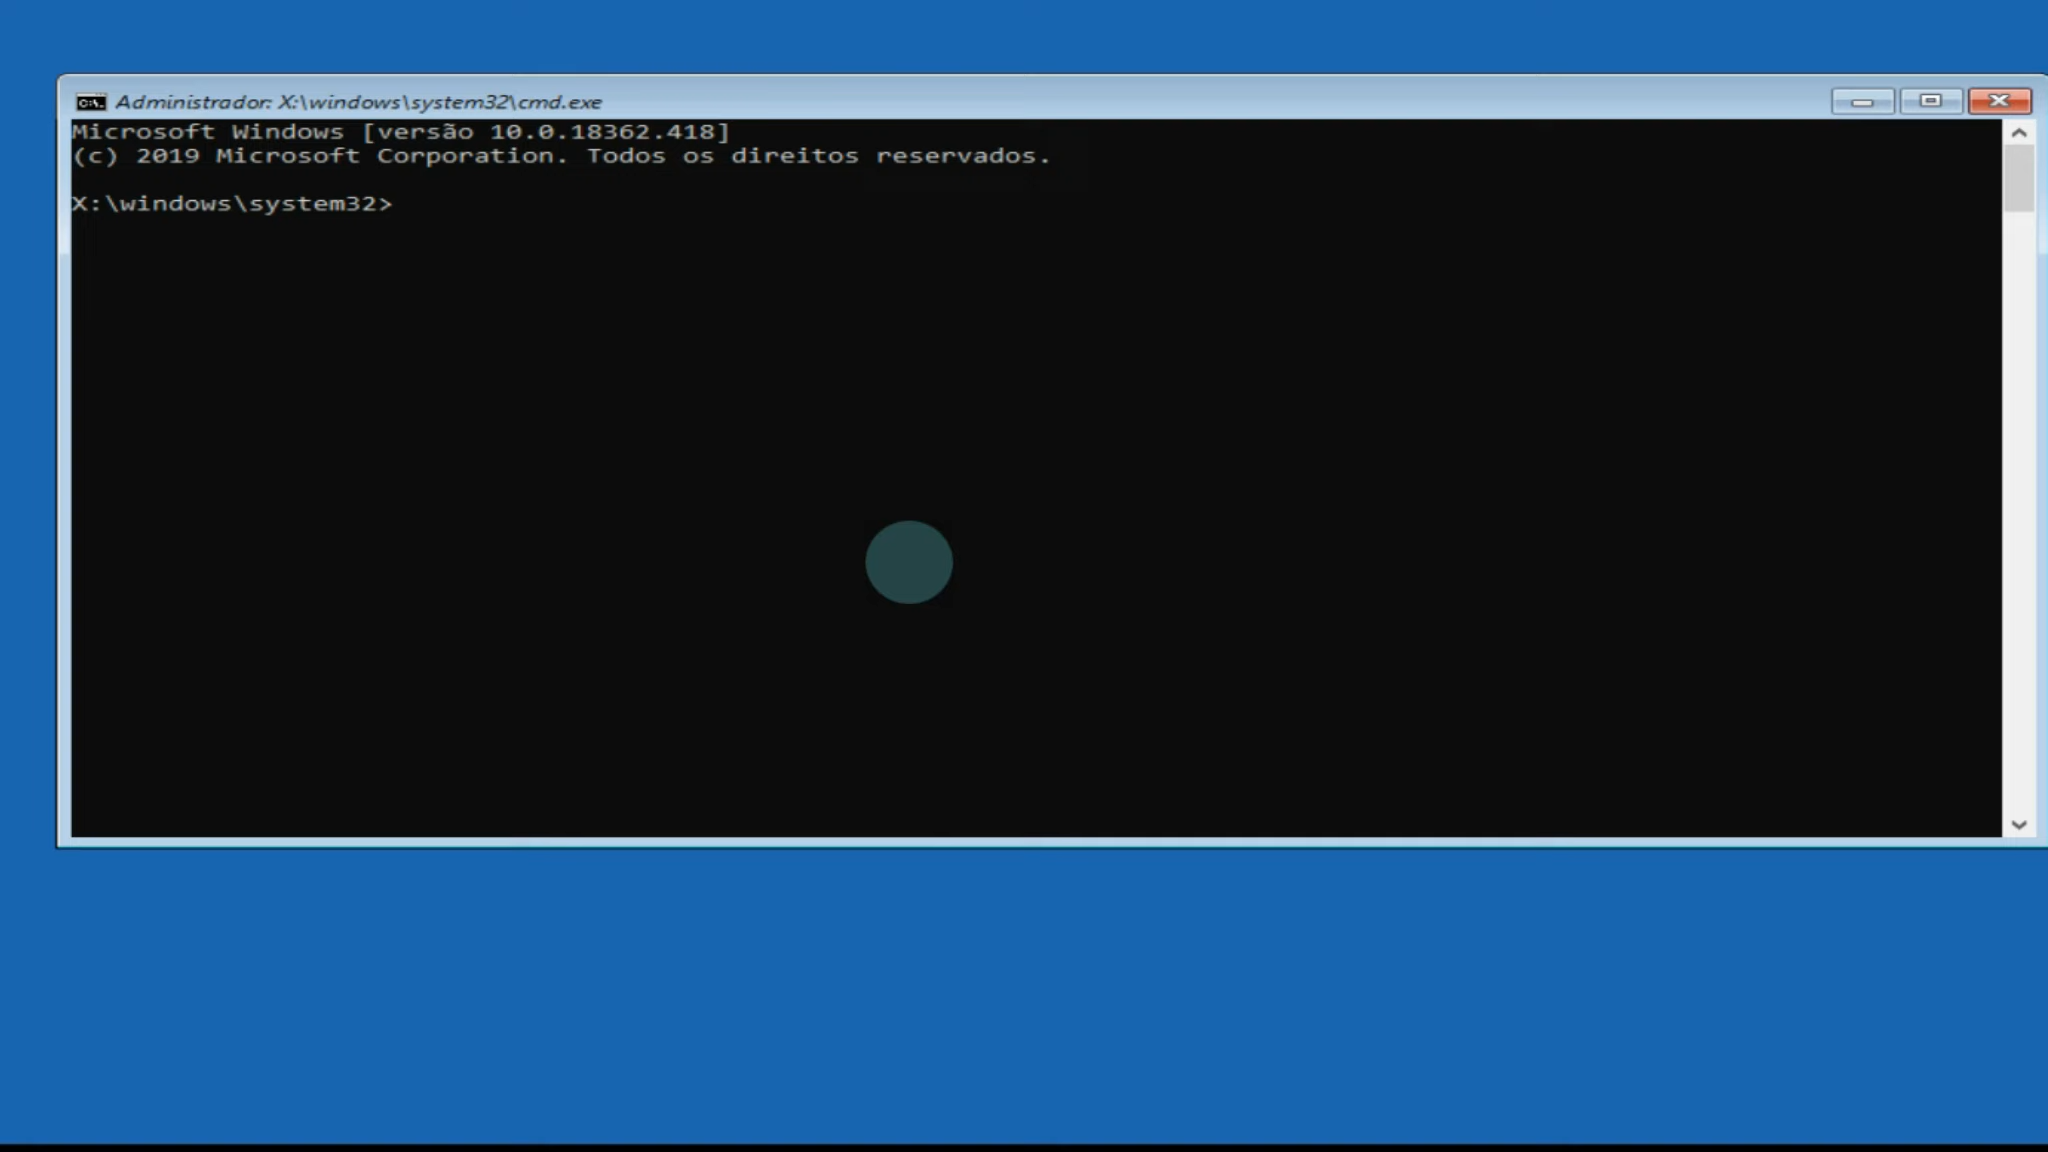 Administrador: X:\windows\system32\cmd.exe
Microsoft Windows [versão 10.0.18362.418]
(c) 2019 Microsoft Corporation. Todos os direitos reservados.
X:\windows\system32>